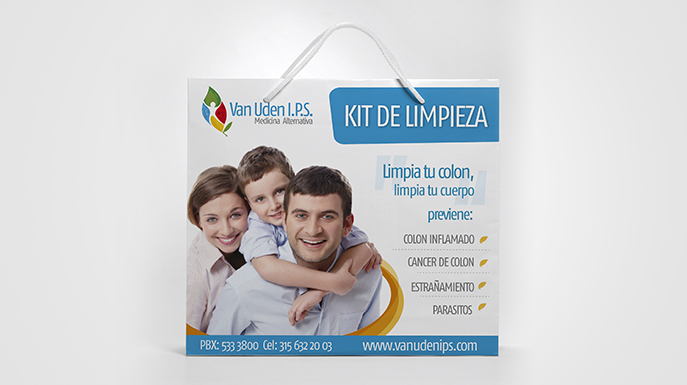 Van Uden I.P.S.
Medicina Alternativa
KIT DE LIMPIEZA
Limpia tu colon,
limpia tu cuerpo
previene:
COLON INFLAMADO
CANCER DE COLON
ESTRAÑAMIENTO
PARASITOS
PBX: 533 3800 Cel: 315 632 20 03
www.vanudenips.com